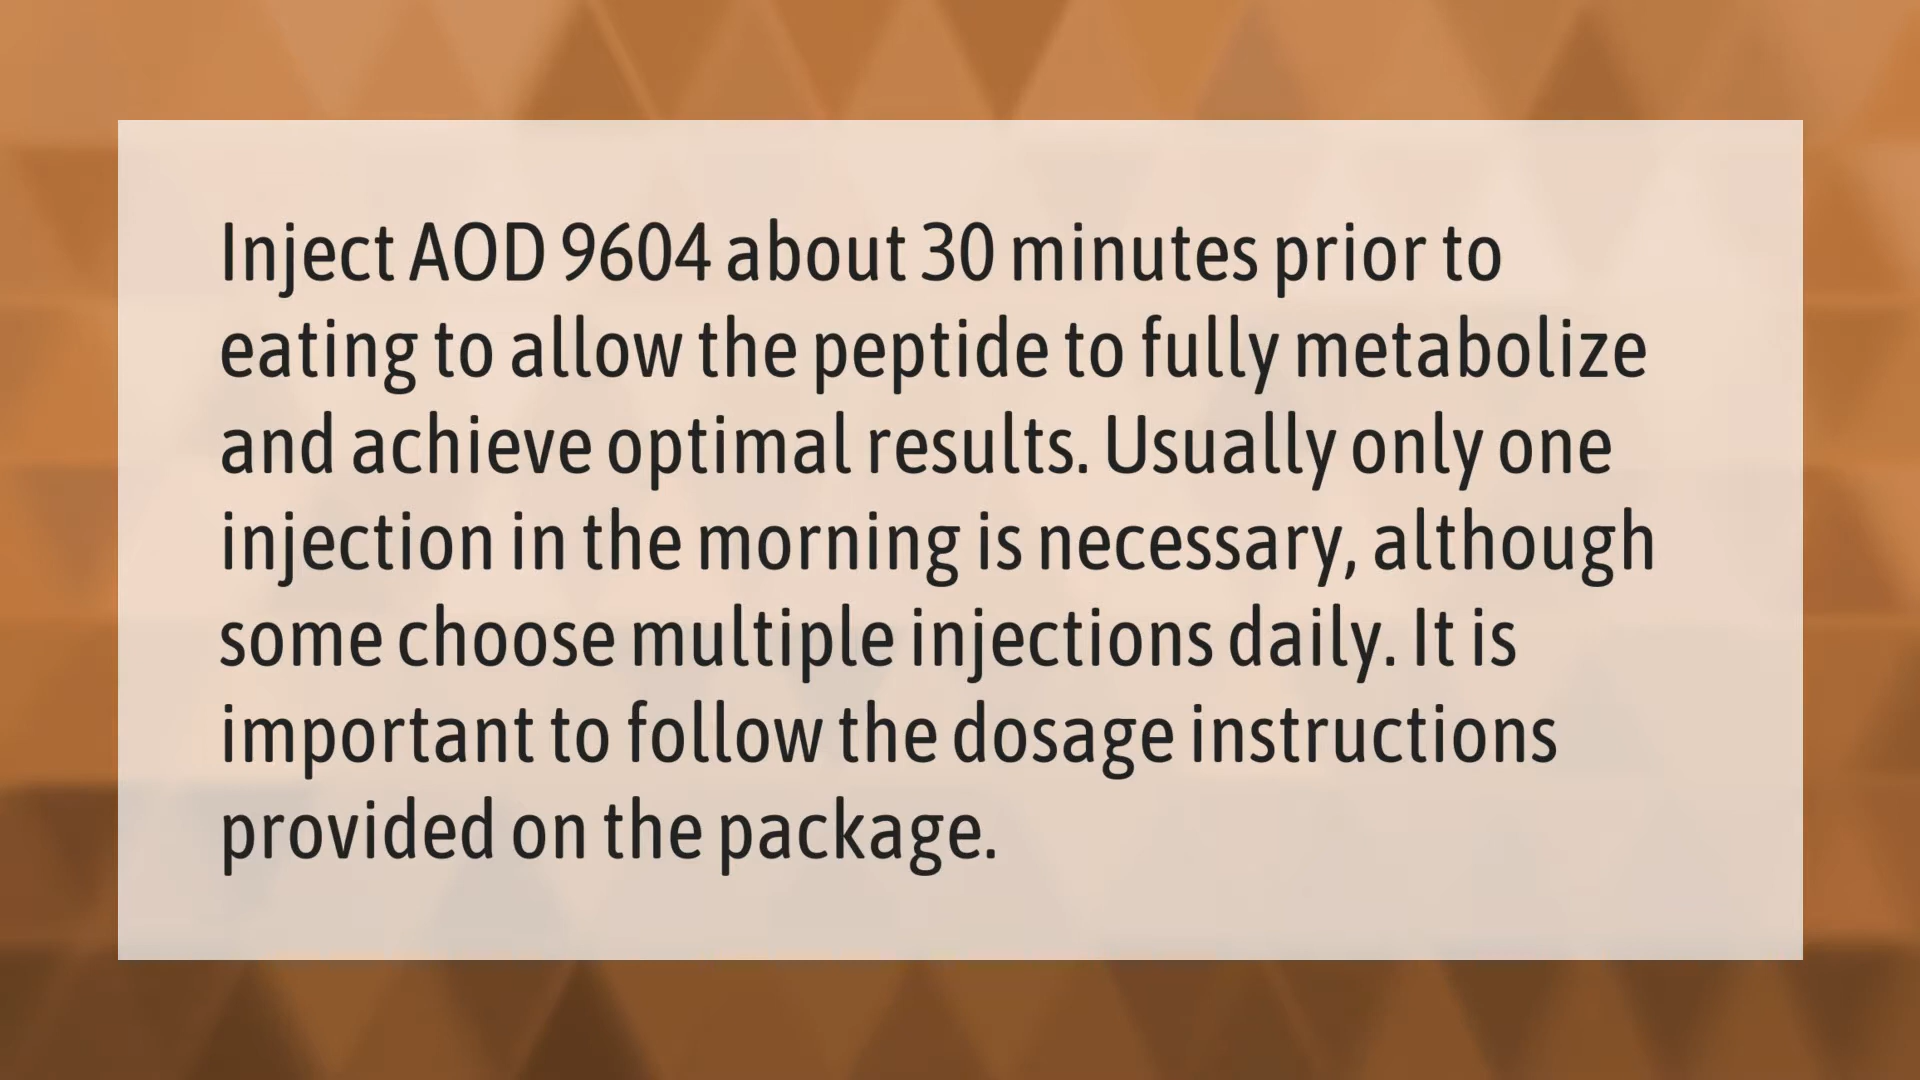 Inject AOD 9604 about 30 minutes prior to
eating to allow the peptide to fully metabolize
and achieve optimal results. Usually only one
injection in the morning is necessary, although
some choose multiple injections daily. It is
important to follow the dosage instructions
provided on the package.